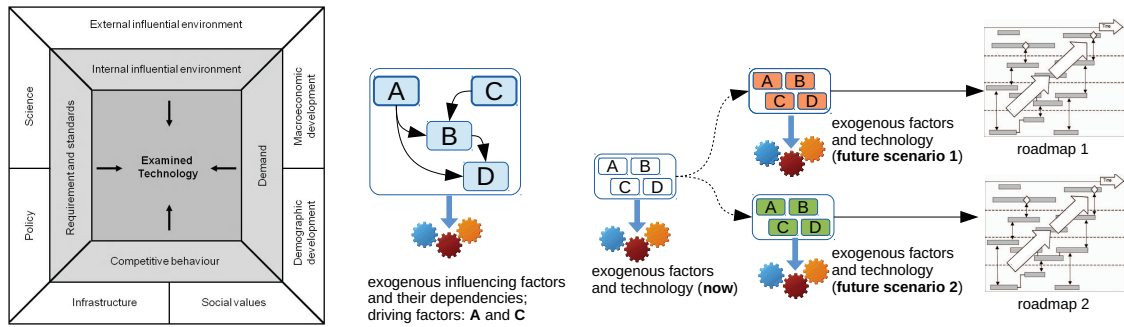 External influential environment
Internal influential environment
Science
Policy
Requirement and standards
Examined
Technology
Demand
Macroeconomic
development
Demographic
development
Competitive behaviour
Infrastructure
Social values
A
C
B
D
exogenous influencing factors
and their dependencies;
driving factors: A and C
A B
C D
exogenous factors
and technology (now)
A B
C D
exogenous factors
and technology
(future scenario 1)
A B
C D
exogenous factors
and technology
(future scenario 2)
Time
roadmap 1
Time
roadmap 2